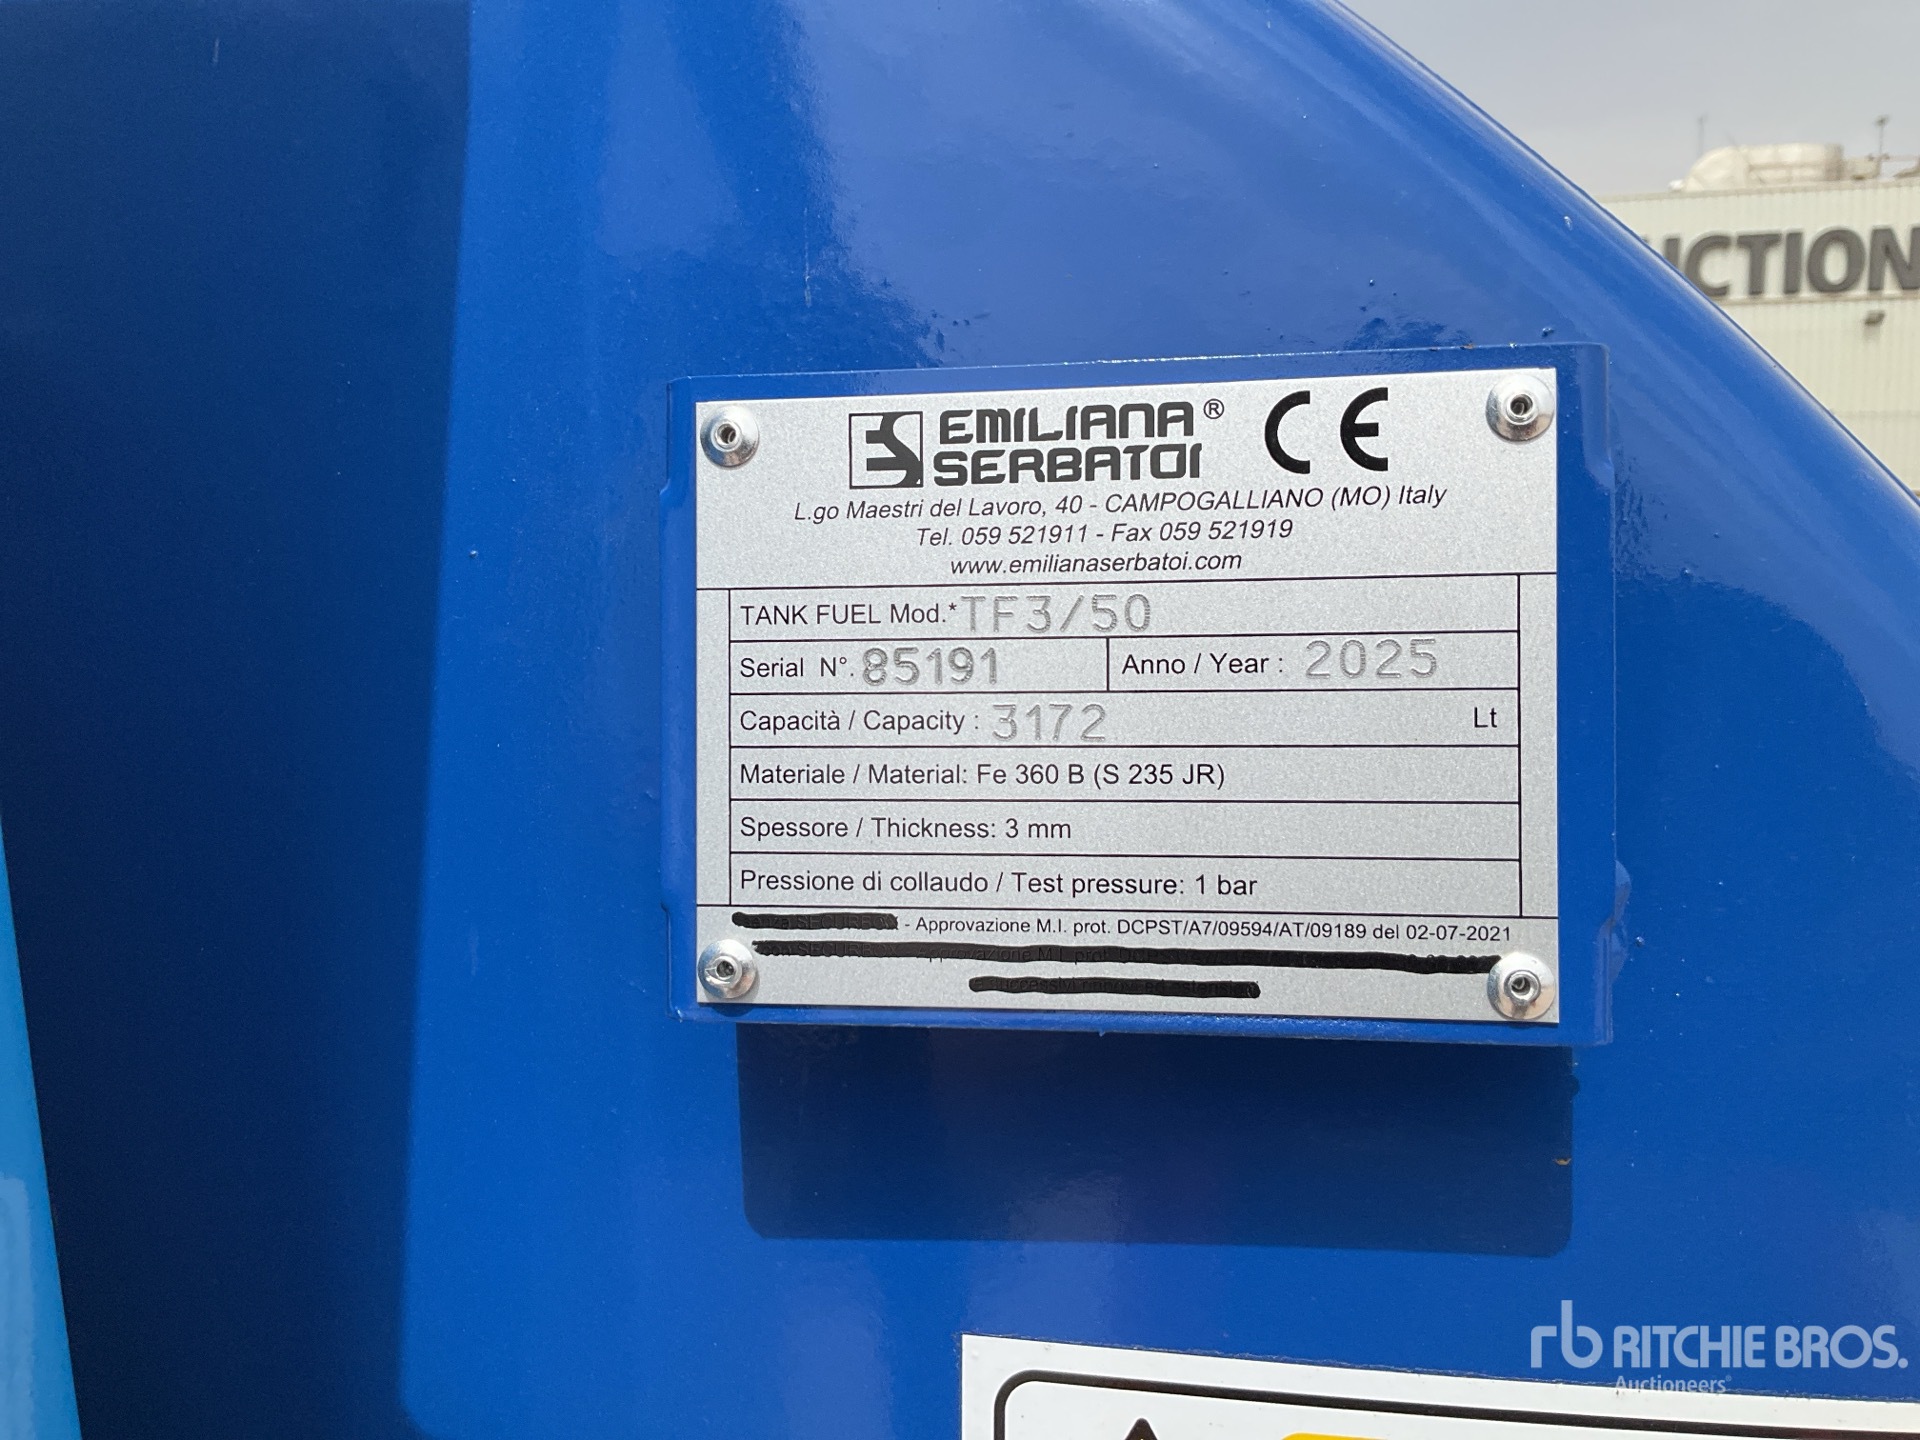 UCTION
EMILIANA®
SERBATOI
CE
L.go Maestri del Lavoro, 40 - CAMPOGALLIANO (MO) Italy
Tel. 059 521911 - Fax 059 521919
www.emilianaserbatoi.com
TANK FUEL Mod.* TF3/50
Serial N°. 85191 Anno / Year : 2025
Capacità / Capacity : 3172 Lt
Materiale / Material: Fe 360 B (S 235 JR)
Spessore / Thickness: 3 mm
Pressione di collaudo / Test pressure: 1 bar
- Approvazione M.I. prot. DCPST/A7/09594/AT/09189 del 02-07-2021
rb RITCHIE BROS.
Auctioneers